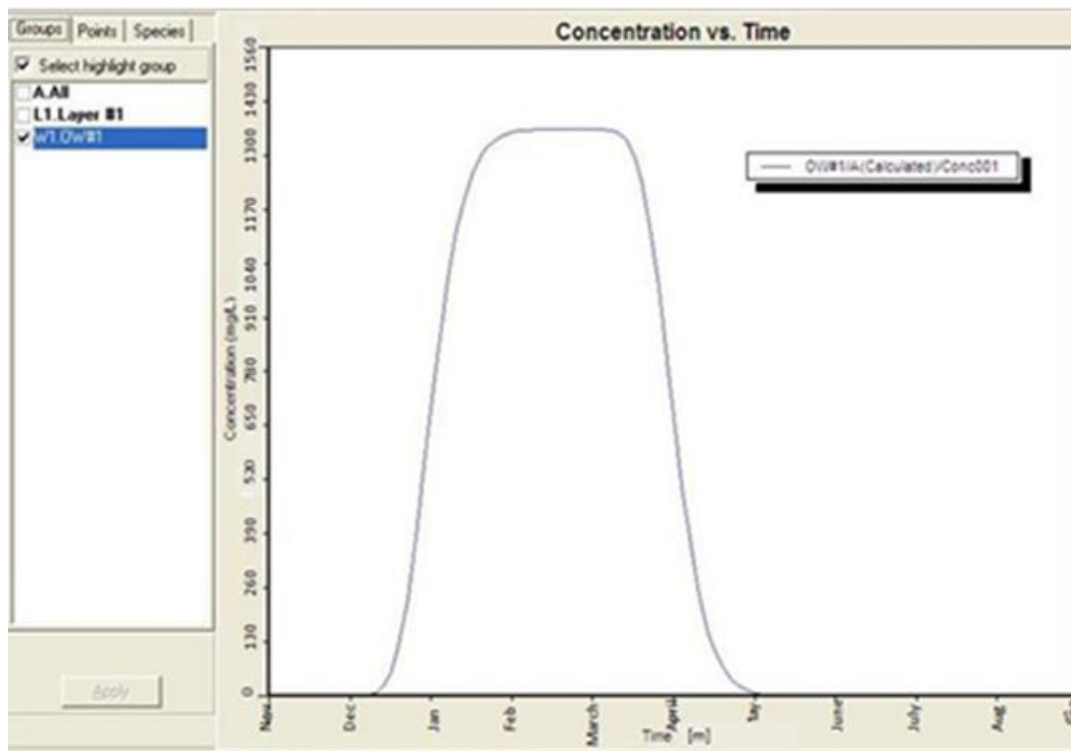 Groups Points Species
Select highlight group
A.All
L1.Layer #1
W1.OW#1
Apply
Concentration vs. Time
OW#1/A(Calculated)/Conc001
Concentration (mg/L)
1560
1430
1300
1170
1040
910
780
650
520
390
260
130
0
Nov
Dec
Jan
Feb
March
April
June
July
Aug
Time [m]